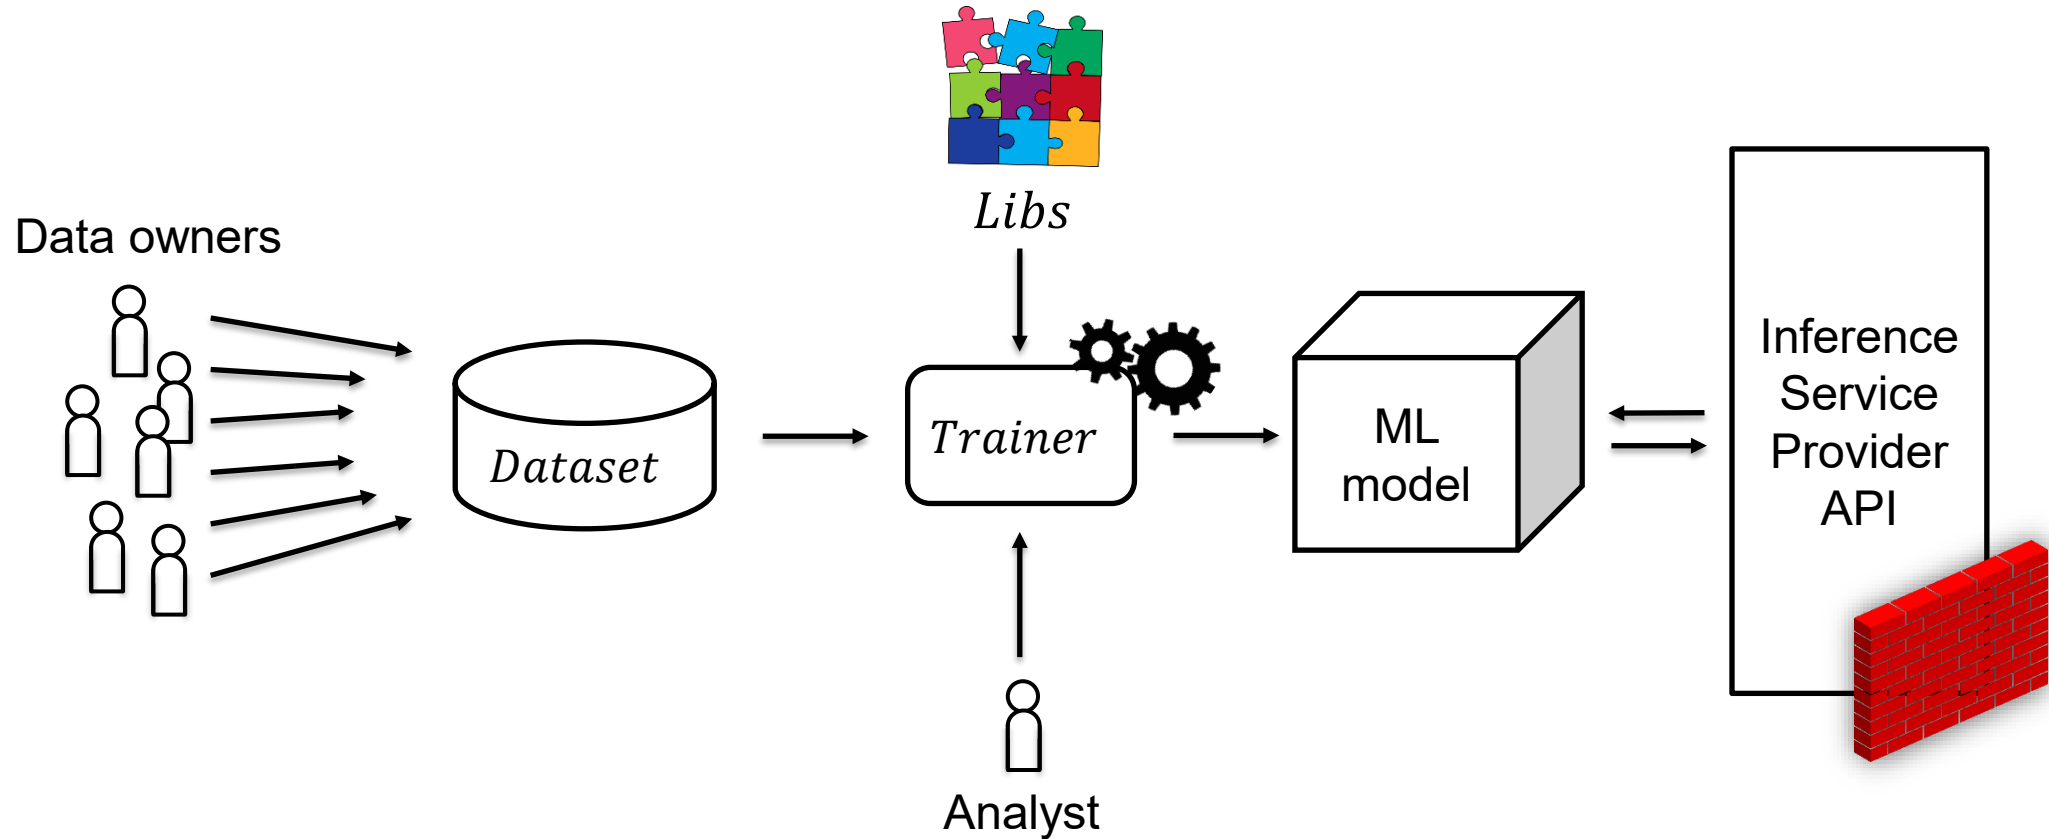 Libs
Data owners
Dataset
Trainer
ML
model
Inference
Service
Provider
API
Analyst